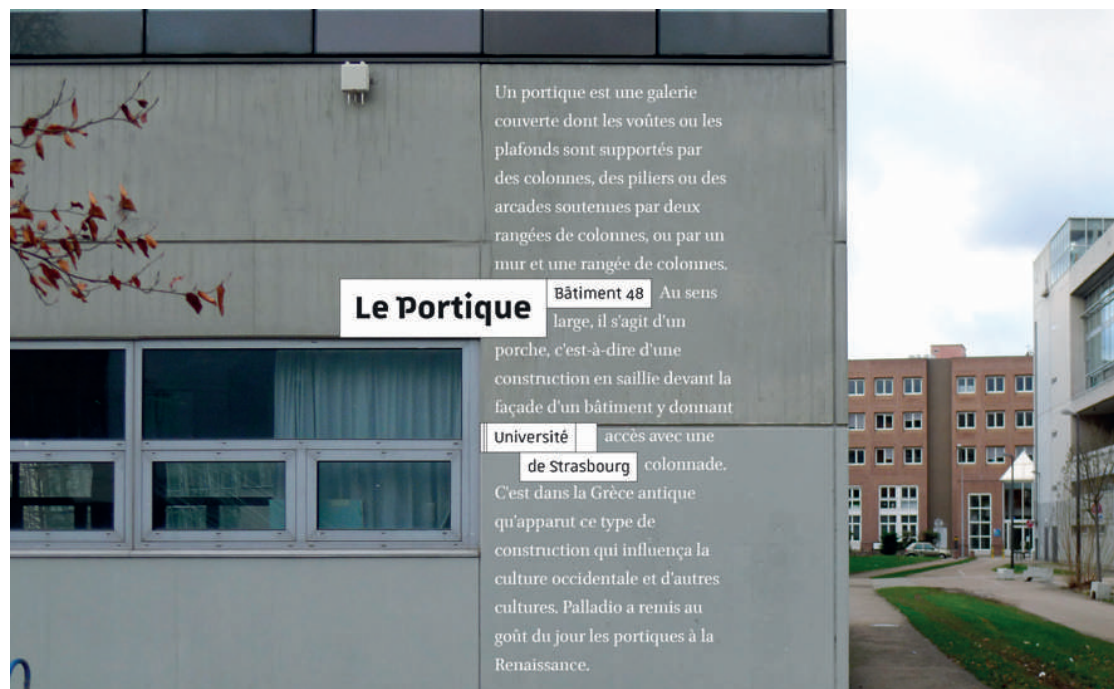 Un portique est une galerie
couverte dont les voûtes ou les
plafonds sont supportés par
des colonnes, des piliers ou des
arcades soutenues par deux
rangées de colonnes, ou par un
mur et une rangée de colonnes.
Le Portique
Bâtiment 48
Au sens
large, il s'agit d'un
porche, c'est-à-dire d'une
construction en saillie devant la
façade d'un bâtiment y donnant
Université
accès avec une
de Strasbourg
colonnade.
C'est dans la Grèce antique
qu'apparut ce type de
construction qui influença la
culture occidentale et d'autres
cultures. Palladio a remis au
goût du jour les portiques à la
Renaissance.